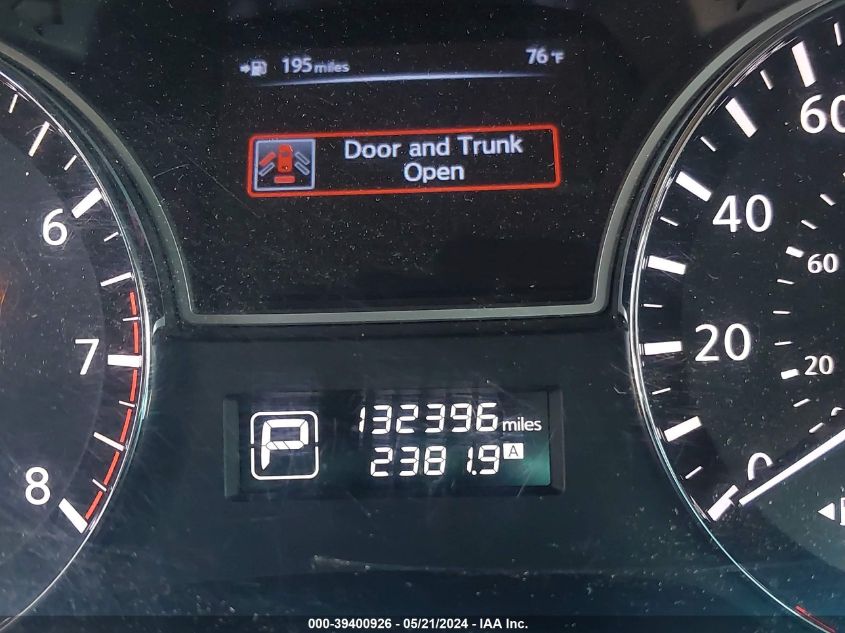 195 miles 76 °F
Door and Trunk
Open
6
7
8
60
40
60
20
20
0
P
132396 miles
2381.9 A
000-39400926 - 05/21/2024 - IAA Inc.